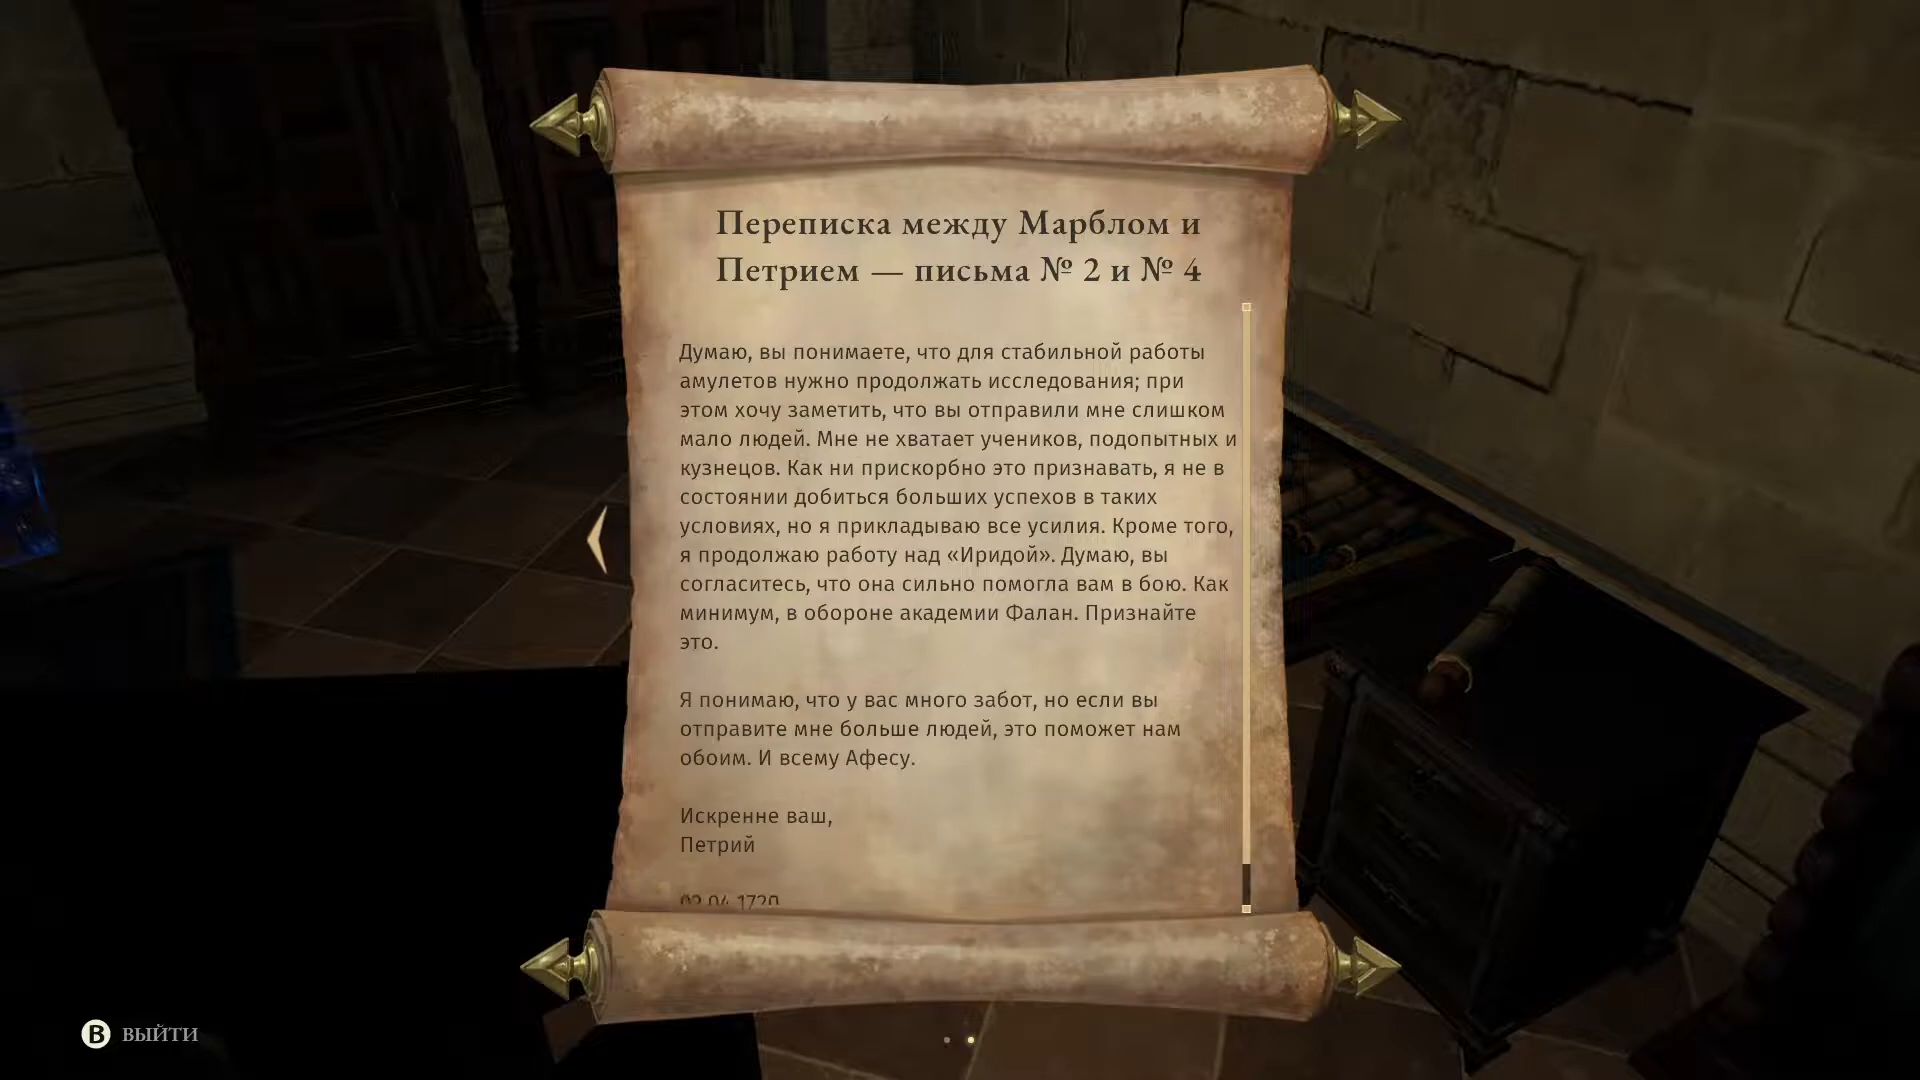 Переписка между Марблом и
Петрием — письма № 2 и № 4
Думаю, вы понимаете, что для стабильной работы
амулетов нужно продолжать исследования; при
этом хочу заметить, что вы отправили мне слишком
мало людей. Мне не хватает учеников, подопытных и
кузнецов. Как ни прискорбно это признавать, я не в
состоянии добиться больших успехов в таких
условиях, но я прикладываю все усилия. Кроме того,
я продолжаю работу над «Иридой». Думаю, вы
согласитесь, что она сильно помогла вам в бою. Как
минимум, в обороне академии Фалан. Признайте
это.
Я понимаю, что у вас много забот, но если вы
отправите мне больше людей, это поможет нам
обоим. И всему Афесу.
Искренне ваш,
Петрий
B ВЫЙТИ